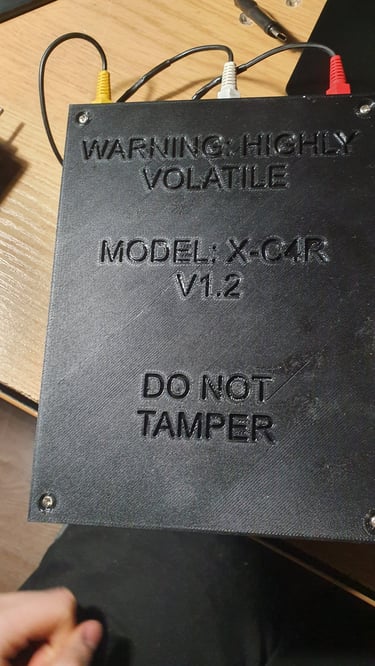 WARNING: HIGHLY
VOLATILE
MODEL: X-C4R
V1.2
DO NOT
TAMPER